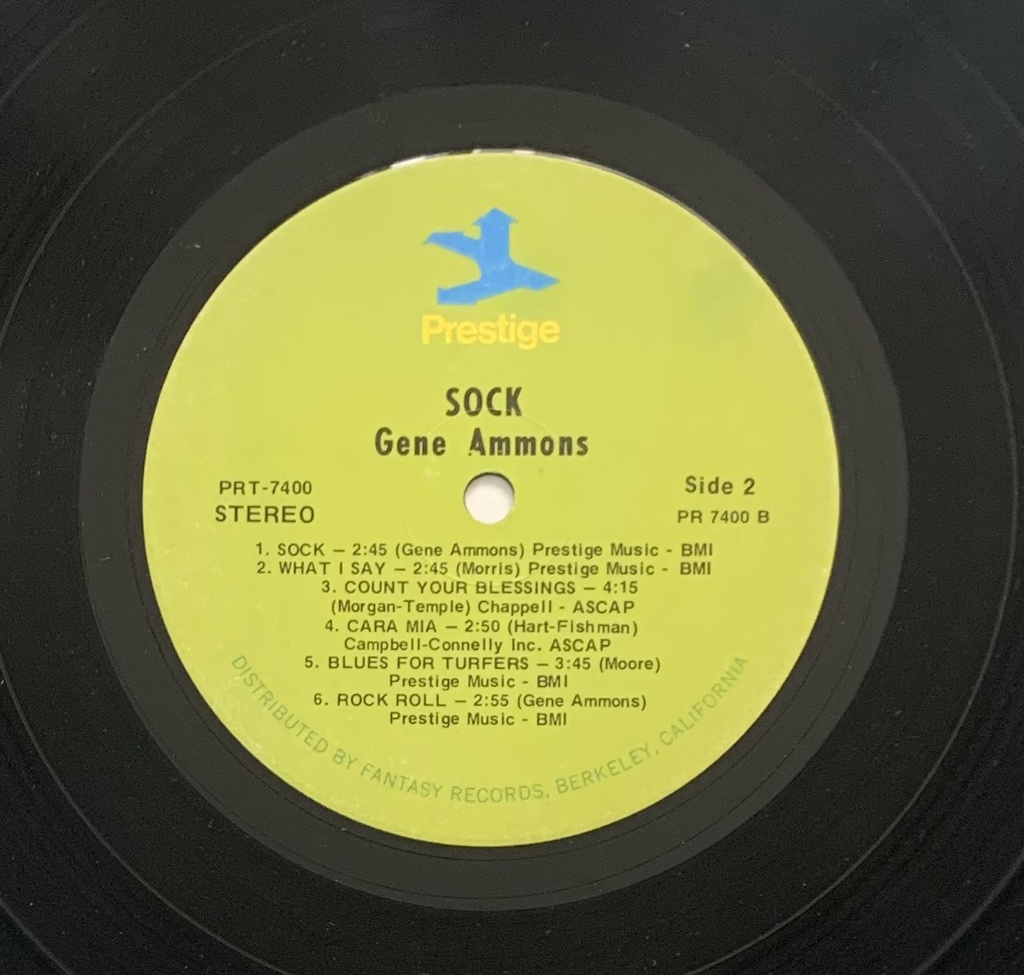 Prestige
SOCK
Gene Ammons
PRT-7400
STEREO
Side 2
PR 7400 B
1. SOCK — 2:45 (Gene Ammons) Prestige Music - BMI
2. WHAT I SAY — 2:45 (Morris) Prestige Music - BMI
3. COUNT YOUR BLESSINGS — 4:15
(Morgan-Temple) Chappell - ASCAP
4. CARA MIA — 2:50 (Hart-Fishman)
Campbell-Connelly Inc. ASCAP
5. BLUES FOR TURFERS — 3:45 (Moore)
Prestige Music - BMI
6. ROCK ROLL — 2:55 (Gene Ammons)
Prestige Music - BMI
DISTRIBUTED BY FANTASY RECORDS, BERKELEY, CALIFORNIA